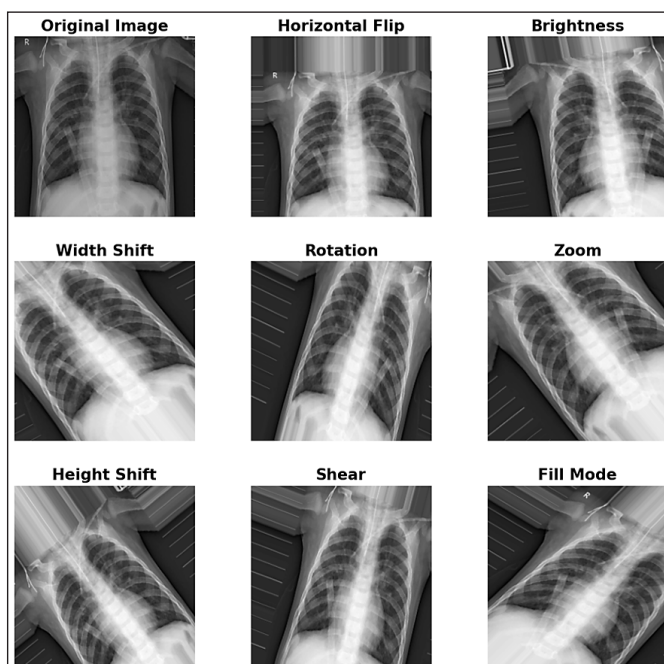 Original Image
Horizontal Flip
Brightness
R
R
Width Shift
Rotation
Zoom
Height Shift
Shear
Fill Mode
R